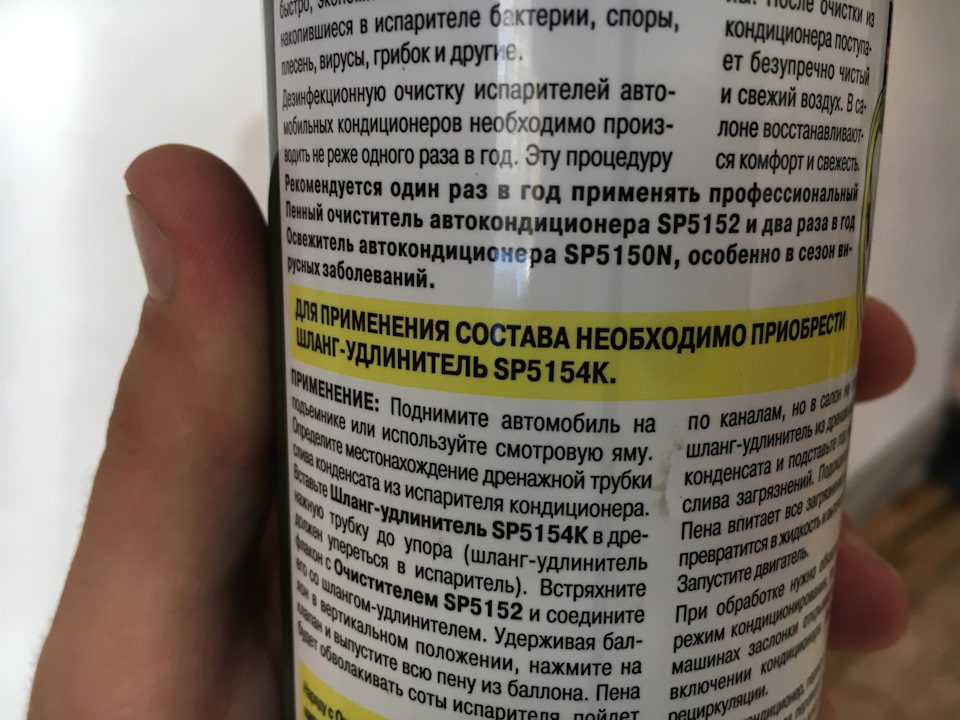 быстро,
накопившиеся в испарителе бактерии, споры,
плесень, вирусы, грибок и другие.
Дезинфекционную очистку испарителей авто-
мобильных кондиционеров необходимо произ-
водить не реже одного раза в год. Эту процедуру
После очистки из
кондиционера поступа-
ет безупречно чистый
и свежий воздух. В са-
лоне восстанавливают-
ся комфорт и свежесть.
Рекомендуется один раз в год применять профессиональный
Пенный очиститель автокондиционера SP5152 и два раза в год
Освежитель автокондиционера SP5150N, особенно в сезон ви-
русных заболеваний.
ДЛЯ ПРИМЕНЕНИЯ СОСТАВА НЕОБХОДИМО ПРИОБРЕСТИ
ШЛАНГ-УДЛИНИТЕЛЬ SP5154K.
ПРИМЕНЕНИЕ: Поднимите автомобиль на
подъемнике или используйте смотровую яму.
Определите местонахождение дренажной трубки
слива конденсата из испарителя кондиционера.
Вставьте Шланг-удлинитель SP5154K в дре-
нажную трубку до упора (шланг-удлинитель
должен упереться в испаритель). Встряхните
флакон с Очистителем SP5152 и соедините
его со шлангом-удлинителем. Удерживая бал-
лон в вертикальном положении, нажмите на
клапан и выпустите всю пену из баллона. Пена
будет обволакивать соты испарителя, пойдет
по каналам, но в салон не
шланг-удлинитель из
конденсата и подставьте
слива загрязнений.
Пена впитает все
превратится в жидкость и
Запустите двигатель.
При обработке нужно
режим кондиционирования,
машинах заслонки
включении кондиционера,
рециркуляции.